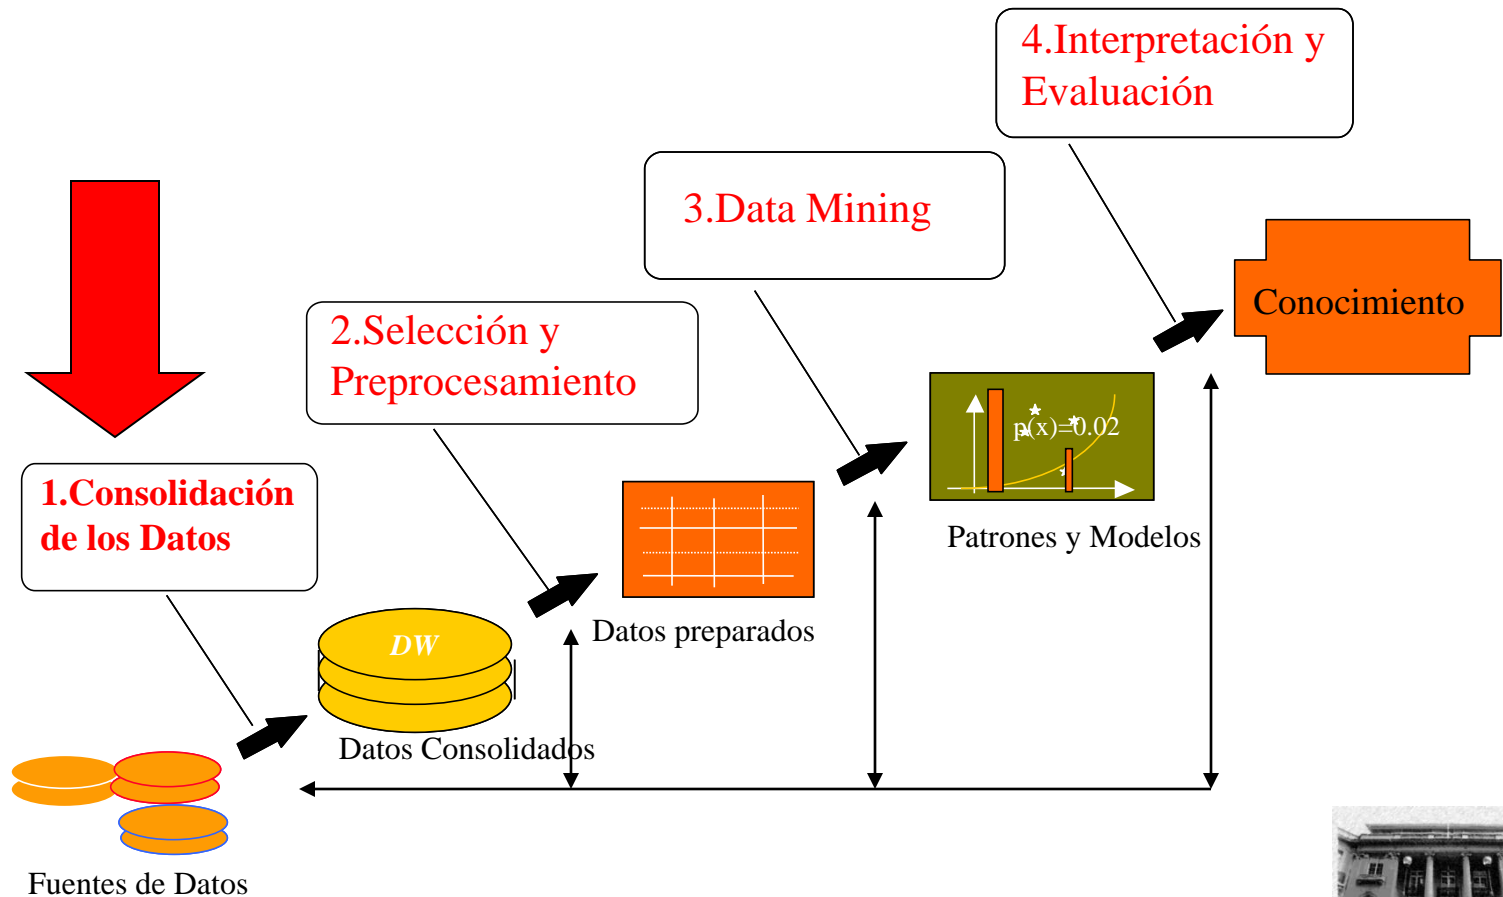 4.Interpretación y
Evaluación
3.Data Mining
Conocimiento
2.Selección y
Preprocesamiento
p(x)=0.02
1.Consolidación
de los Datos
Patrones y Modelos
Datos preparados
DW
Datos Consolidados
Fuentes de Datos